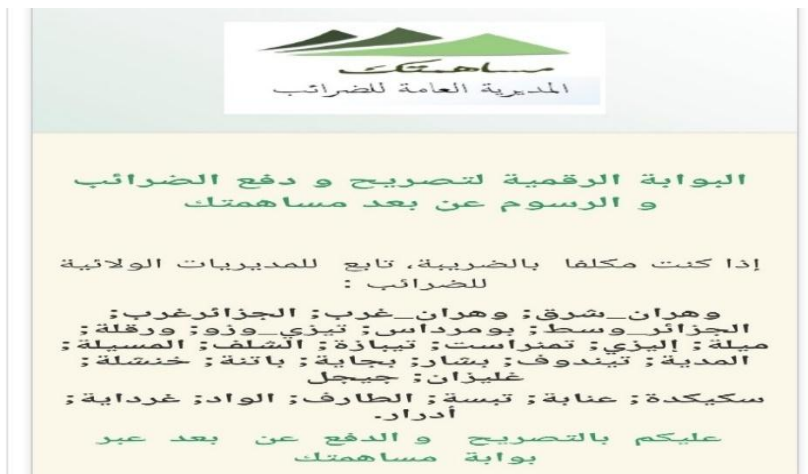 مساهمتك
المديرية العامة للضرائب
البوابة الرقمية لتصريح و دفع الضرائب
و الرسوم عن بعد مساهمتك
إذا كنت مكلفا بالضريبة، تابع للمديريات الولائية
للضرائب :
وهران_شرق; وهران_غرب; الجزائرغرب;
الجزائر_وسط; بومرداس; تيزي_وزو; ورقلة;
ميلة; إليزي; تمنراست; تيبازة; الشلف; المسيلة;
المدية; تيندوف; بشار; بجاية; باتنة; خنشلة;
غليزان; جيجل
سكيكدة; عنابة; تبسة; الطارف; الواد; غرداية;
أدرار.
عليكم بالتصريح و الدفع عن بعد عبر
بوابة مساهمتك